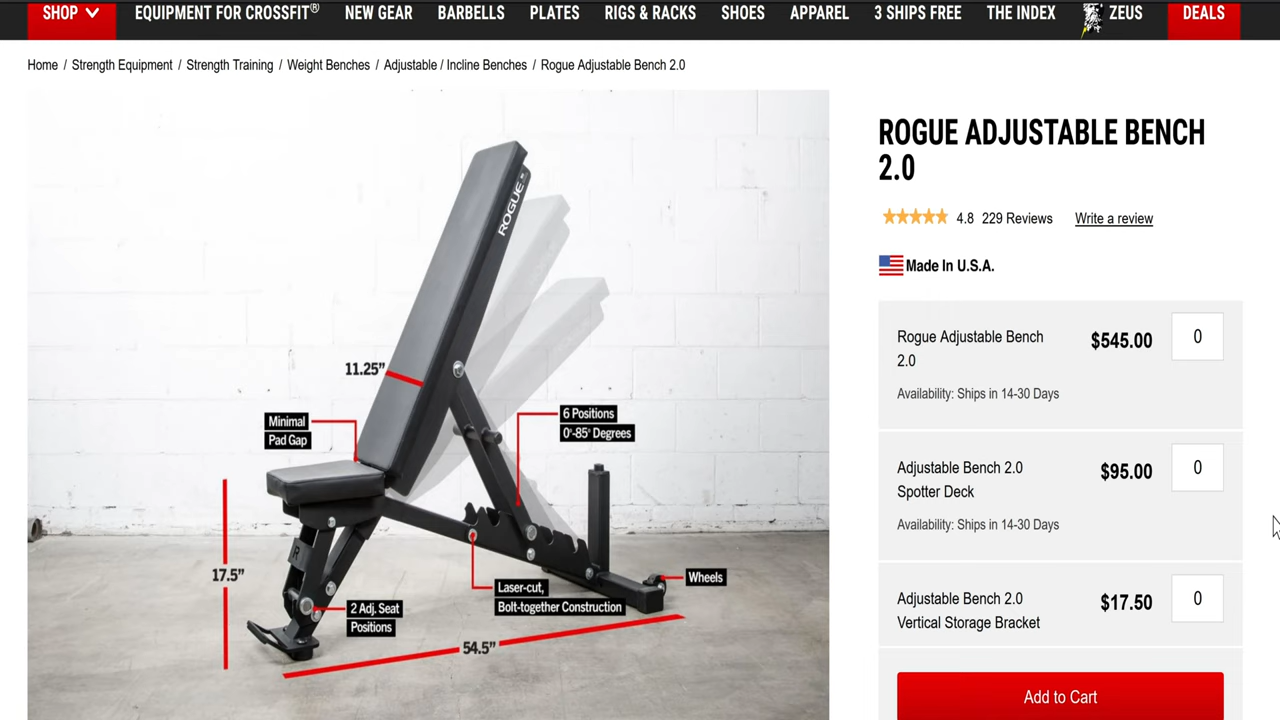 SHOP
EQUIPMENT FOR CROSSFIT®
NEW GEAR
BARBELLS
PLATES
RIGS & RACKS
SHOES
APPAREL
3 SHIPS FREE
THE INDEX
ZEUS
DEALS
Home / Strength Equipment / Strength Training / Weight Benches / Adjustable / Incline Benches / Rogue Adjustable Bench 2.0
ROGUE
11.25”
Minimal
Pad Gap
6 Positions
0°-85° Degrees
17.5”
R
Wheels
Laser-cut,
Bolt-together Construction
2 Adj. Seat
Positions
54.5”
ROGUE ADJUSTABLE BENCH
2.0
4.8 229 Reviews Write a review
Made In U.S.A.
Rogue Adjustable Bench
2.0
$545.00
0
Availability: Ships in 14-30 Days
Adjustable Bench 2.0
Spotter Deck
$95.00
0
Availability: Ships in 14-30 Days
Adjustable Bench 2.0
Vertical Storage Bracket
$17.50
0
Add to Cart